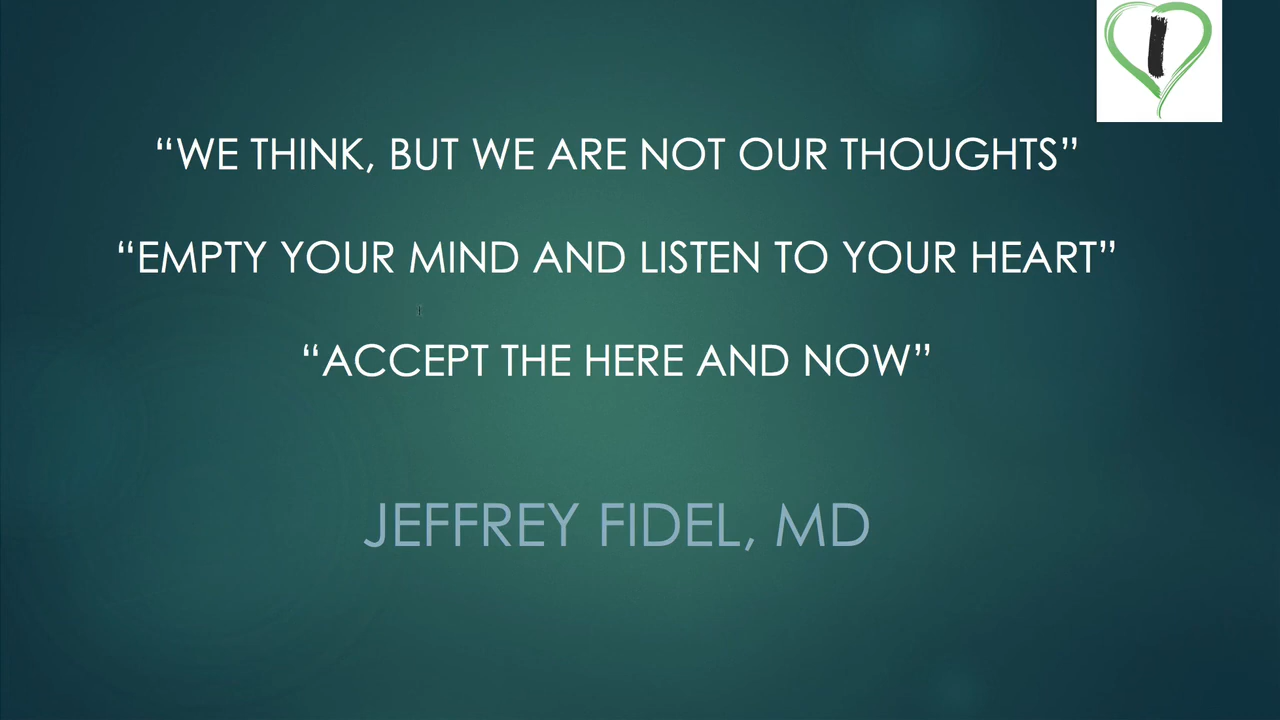 I
“WE THINK, BUT WE ARE NOT OUR THOUGHTS”
“EMPTY YOUR MIND AND LISTEN TO YOUR HEART”
“ACCEPT THE HERE AND NOW”
JEFFREY FIDEL, MD